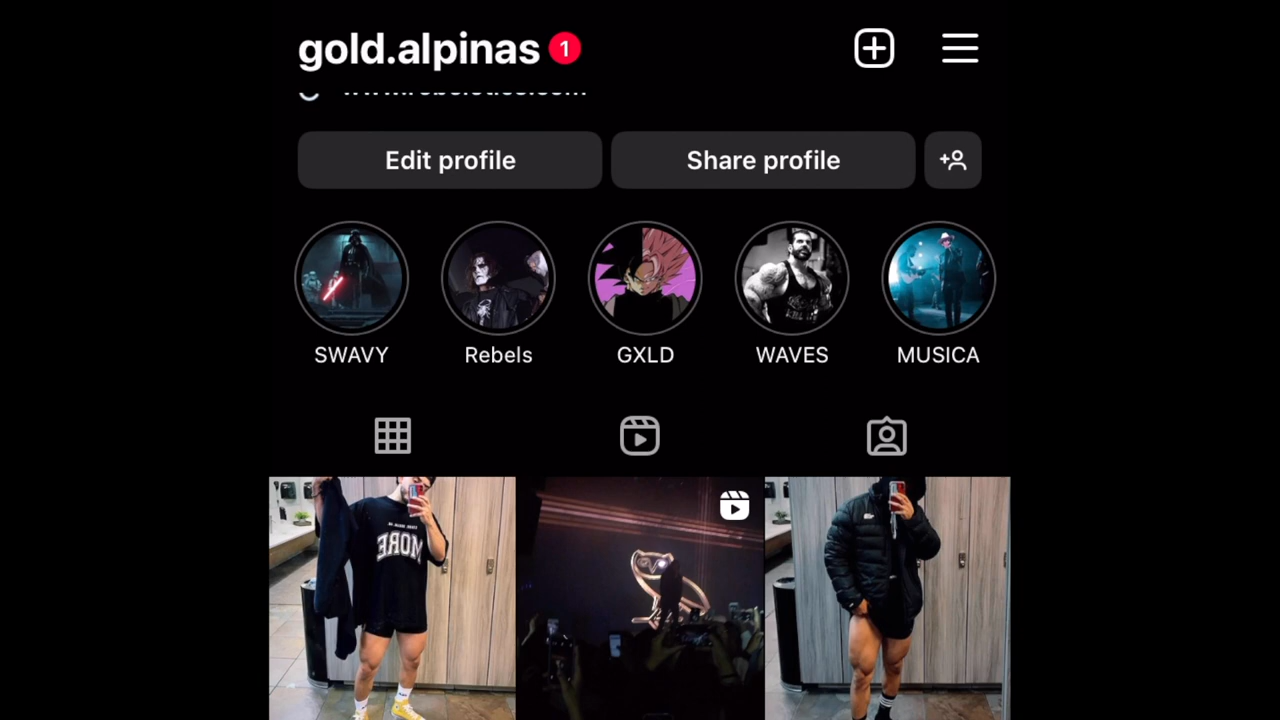 gold.alpinas 1
Edit profile
Share profile
SWAVY
Rebels
GXLD
WAVES
MUSICA
MORE